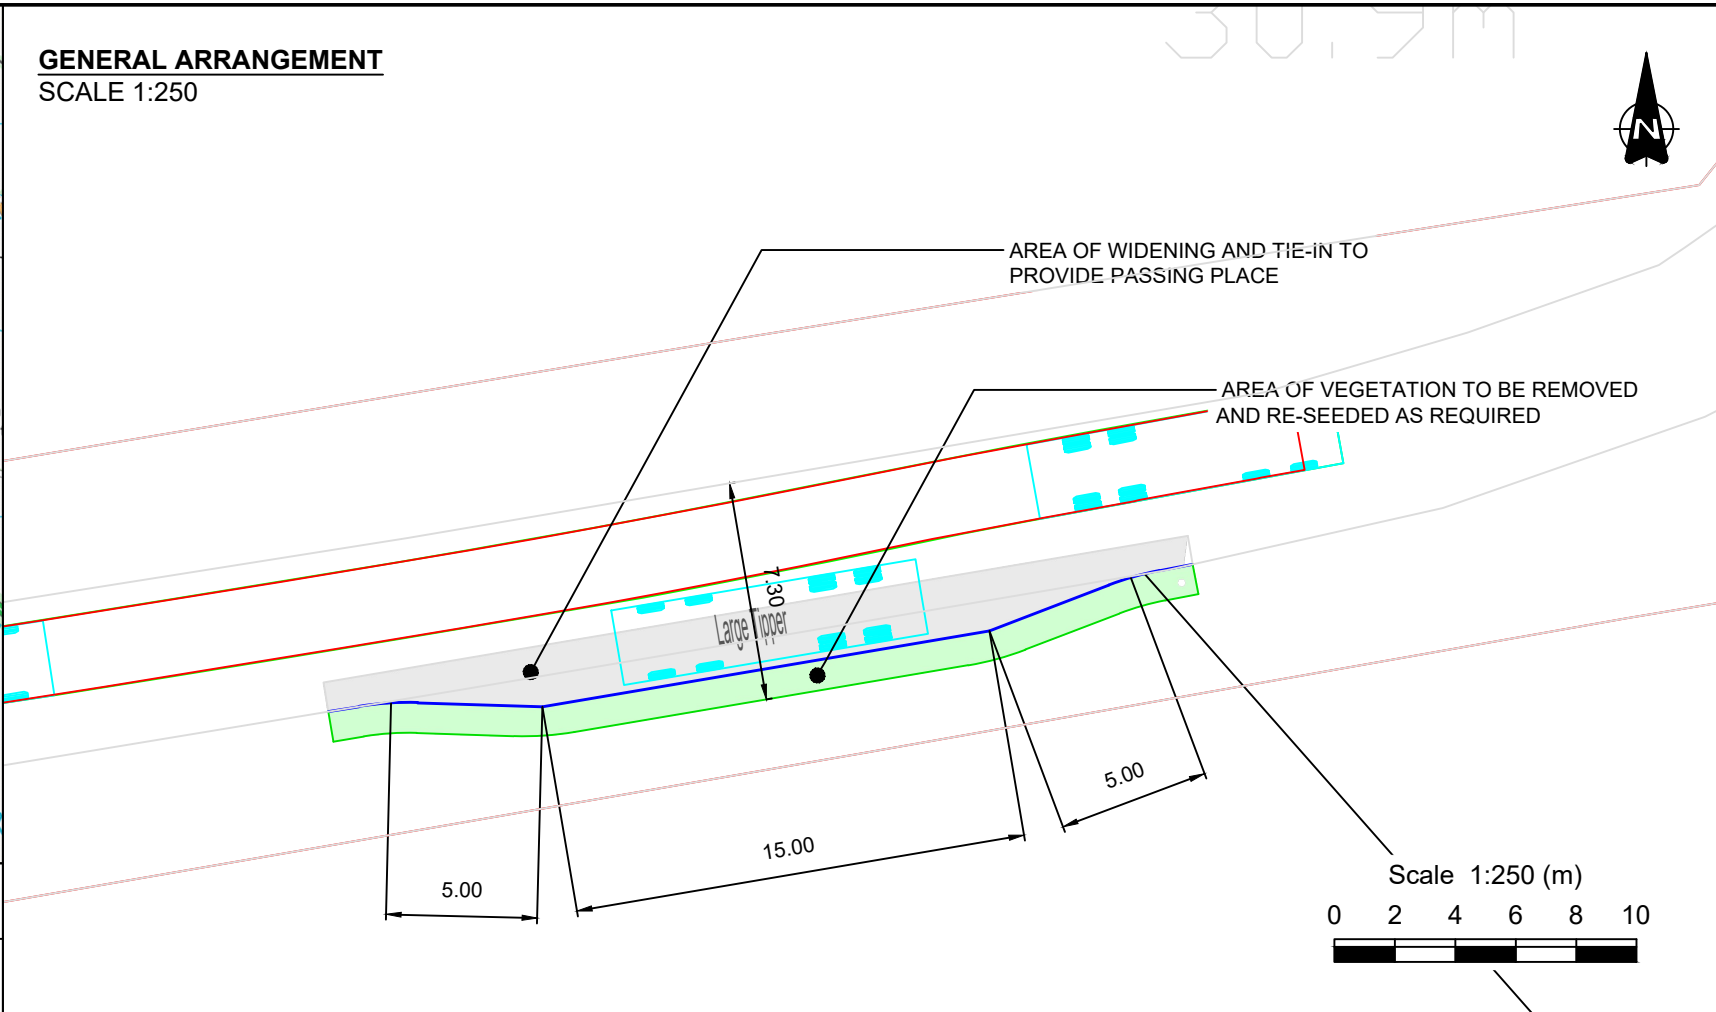 GENERAL ARRANGEMENT
SCALE 1:250
N
AREA OF WIDENING AND TIE-IN TO
PROVIDE PASSING PLACE
AREA OF VEGETATION TO BE REMOVED
AND RE-SEEDED AS REQUIRED
7.30
Large Tipper
5.00
15.00
5.00
Scale 1:250 (m)
0 2 4 6 8 10